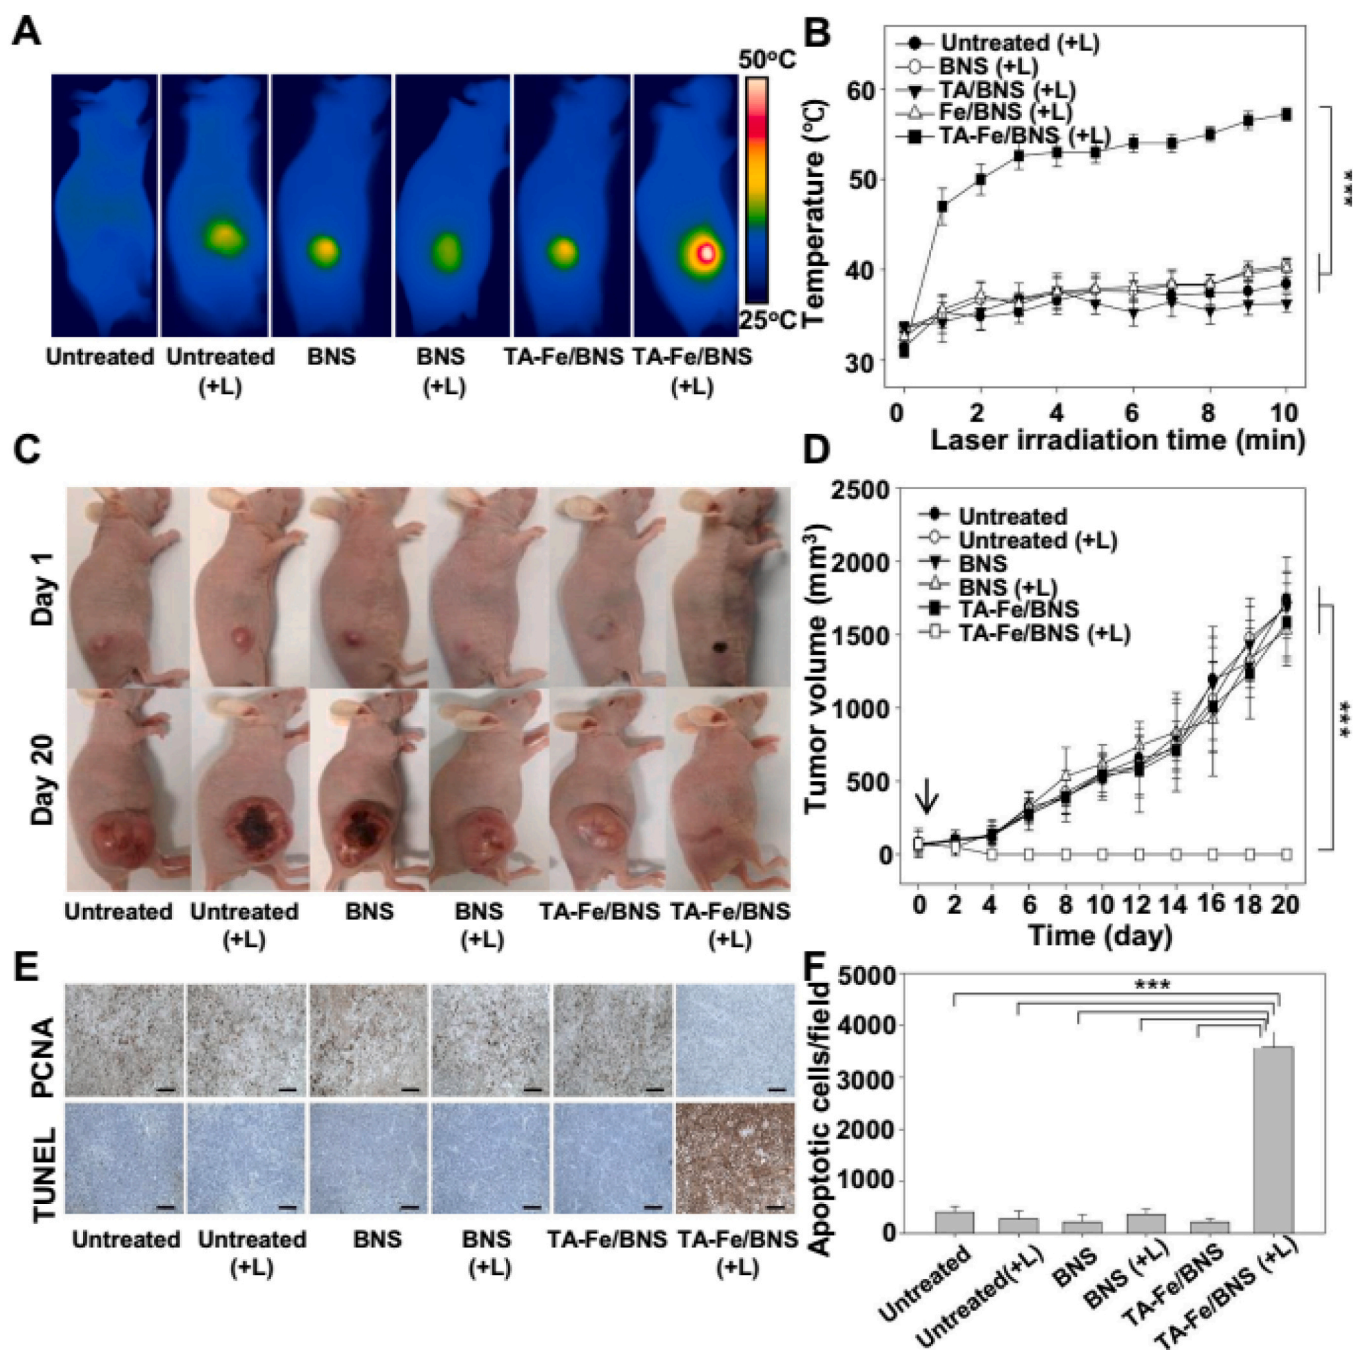 A
50°C
25°C
Untreated
Untreated
(+L)
BNS
BNS
(+L)
TA-Fe/BNS
TA-Fe/BNS
(+L)
B
Untreated (+L)
BNS (+L)
TA/BNS (+L)
Fe/BNS (+L)
TA-Fe/BNS (+L)
Temperature (°C)
60
50
40
30
0 2 4 6 8 10
Laser irradiation time (min)
***
C
Day 1
Day 20
Untreated
Untreated
(+L)
BNS
BNS
(+L)
TA-Fe/BNS
TA-Fe/BNS
(+L)
D
Untreated
Untreated (+L)
BNS
BNS (+L)
TA-Fe/BNS
TA-Fe/BNS (+L)
Tumor volume (mm³)
2500
2000
1500
1000
500
0
0 2 4 6 8 10 12 14 16 18 20
Time (day)
***
E
PCNA
TUNEL
Untreated
Untreated
(+L)
BNS
BNS
(+L)
TA-Fe/BNS
TA-Fe/BNS
(+L)
F
Apoptotic cells/field
5000
4000
3000
2000
1000
0
***
Untreated
Untreated(+L)
BNS
BNS (+L)
TA-Fe/BNS
TA-Fe/BNS (+L)